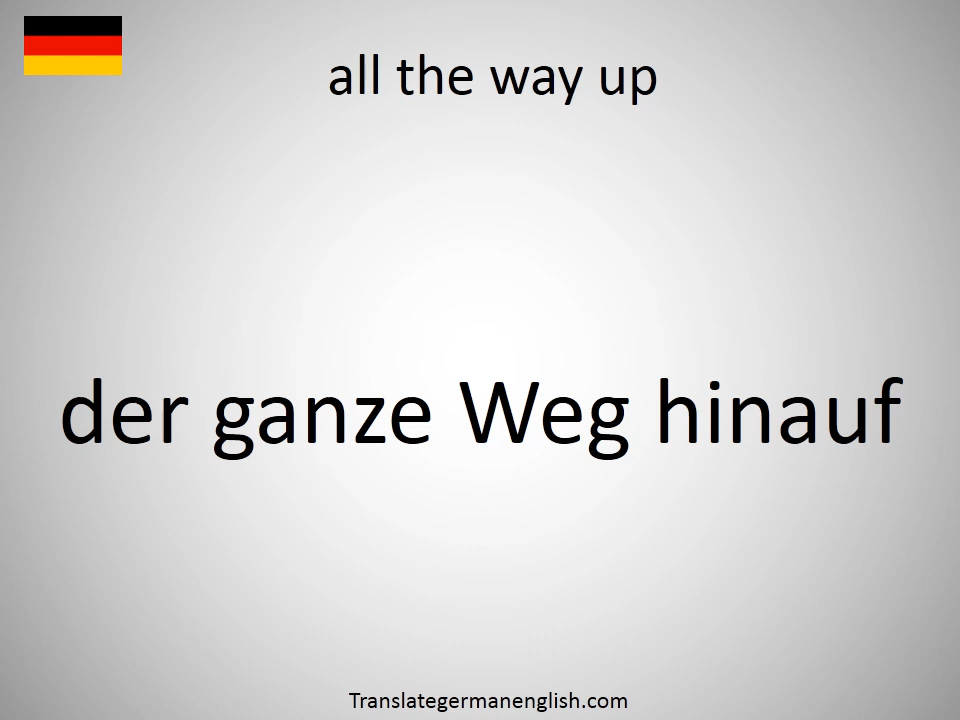 all the way up
der ganze Weg hinauf
Translategermanenglish.com